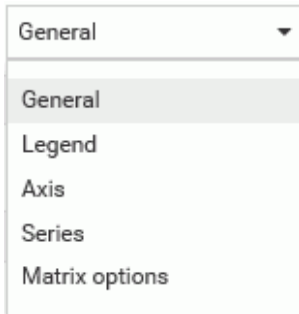 General
General
Legend
Axis
Series
Matrix options